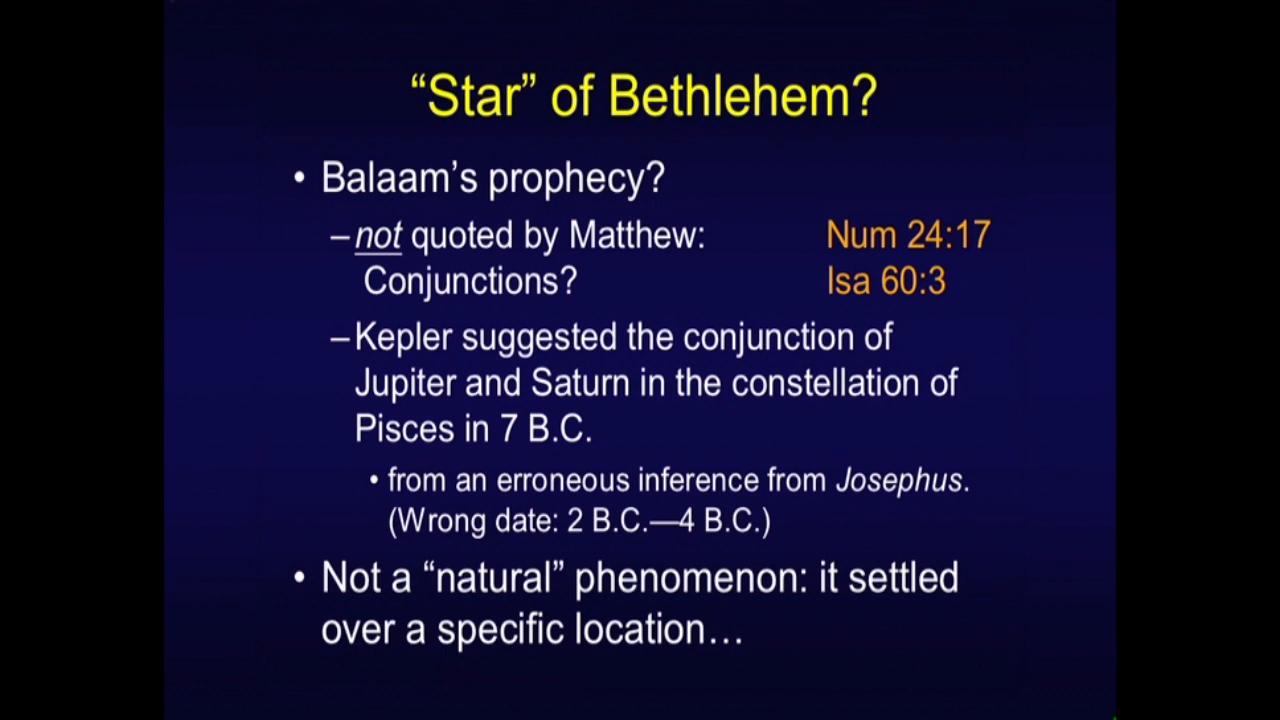 “Star” of Bethlehem?
• Balaam’s prophecy?
–not quoted by Matthew: Num 24:17
Conjunctions? Isa 60:3
–Kepler suggested the conjunction of
Jupiter and Saturn in the constellation of
Pisces in 7 B.C.
• from an erroneous inference from Josephus.
(Wrong date: 2 B.C.—4 B.C.)
• Not a “natural” phenomenon: it settled
over a specific location…